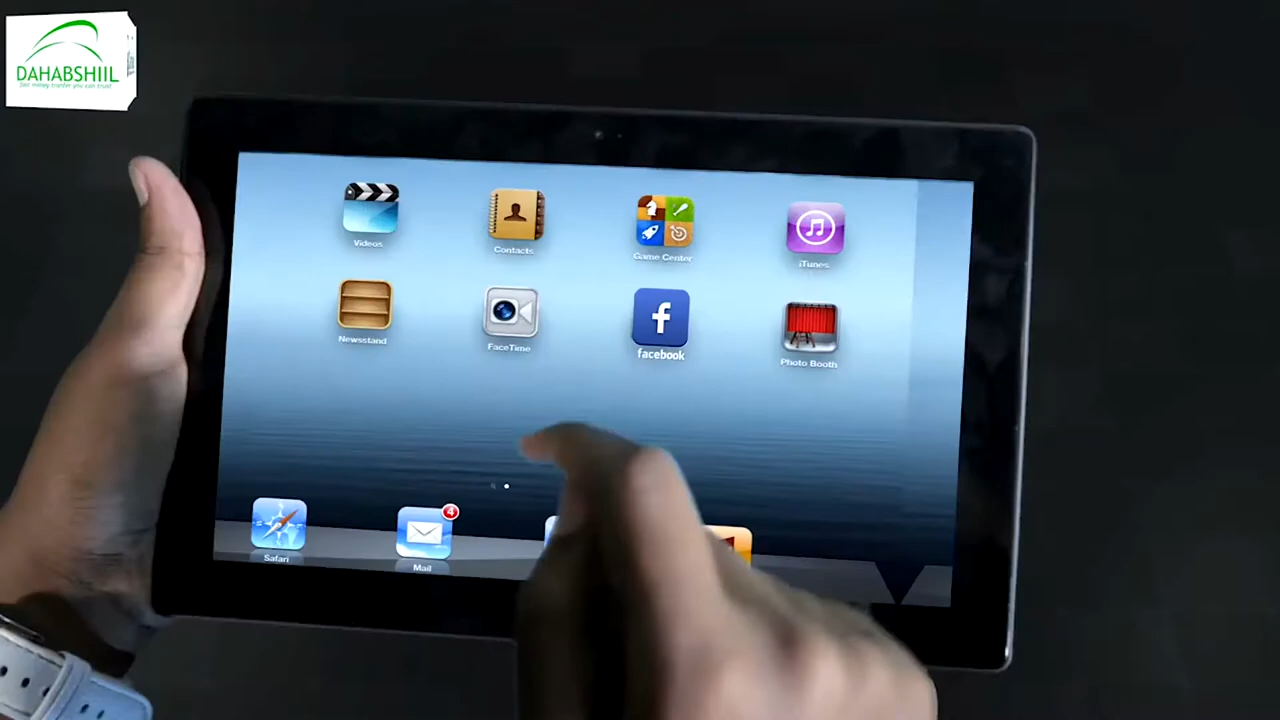 DAHABSHIIL
Videos
Contacts
Game Center
iTunes
Newsstand
FaceTime
facebook
Photo Booth
4
Safari
Mail